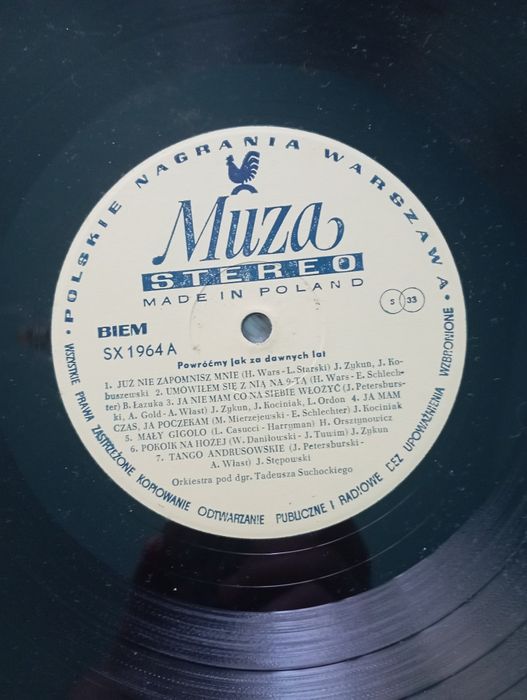 • POLSKIE NAGRANIA WARSZAWA •
Muza
STEREO
MADE IN POLAND
BIEM
S 33
SX 1964 A
Powróćmy jak za dawnych lat
1. JUŻ NIE ZAPOMNISZ MNIE (H. Wars - L. Starski) J. Zykun, J. Ko-
buszewski 2. UMÓWIŁEM SIĘ Z NIĄ NA 9-TĄ (H. Wars - E. Schlech-
ter) B. Łazuka 3. JA NIE MAM CO NA SIEBIE WŁOŻYĆ (J. Petersburs-
ki, A. Gold - A. Włast) J. Zykun, J. Kociniak, L. Ordon 4. JA MAM
CZAS, JA POCZEKAM (M. Mierzejewski - E. Schlechter) J. Kociniak
5. MAŁY GIGOLO (L. Casucci - Harryman) H. Orsztynowicz
6. POKOIK NA HOŻEJ (W. Daniłowski - J. Tuwim) J. Zykun
7. TANGO ANDRUSOWSKIE (J. Petersburski -
A. Włast) J. Stępowski
Orkiestra pod dyr. Tadeusza Suchockiego
WSZYSTKIE PRAWA ZASTRZEŻONE KOPIOWANIE ODTWARZANIE PUBLICZNE I RADIOWE BEZ UPOWAŻNIENIA WZBRONIONE